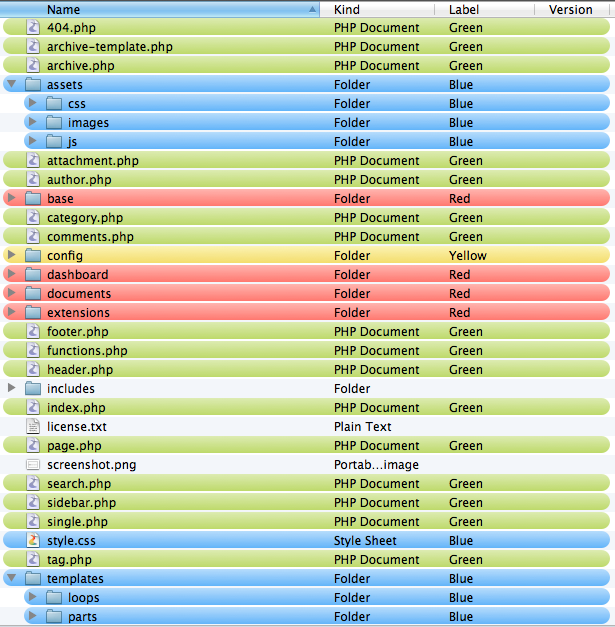 Name Kind Label Version
404.php PHP Document Green
archive-template.php PHP Document Green
archive.php PHP Document Green
assets Folder Blue
css Folder Blue
images Folder Blue
js Folder Blue
attachment.php PHP Document Green
author.php PHP Document Green
base Folder Red
category.php PHP Document Green
comments.php PHP Document Green
config Folder Yellow
dashboard Folder Red
documents Folder Red
extensions Folder Red
footer.php PHP Document Green
functions.php PHP Document Green
header.php PHP Document Green
includes Folder
index.php PHP Document Green
license.txt Plain Text
page.php PHP Document Green
screenshot.png Portab...image
search.php PHP Document Green
sidebar.php PHP Document Green
single.php PHP Document Green
style.css Style Sheet Blue
tag.php PHP Document Green
templates Folder Blue
loops Folder Blue
parts Folder Blue